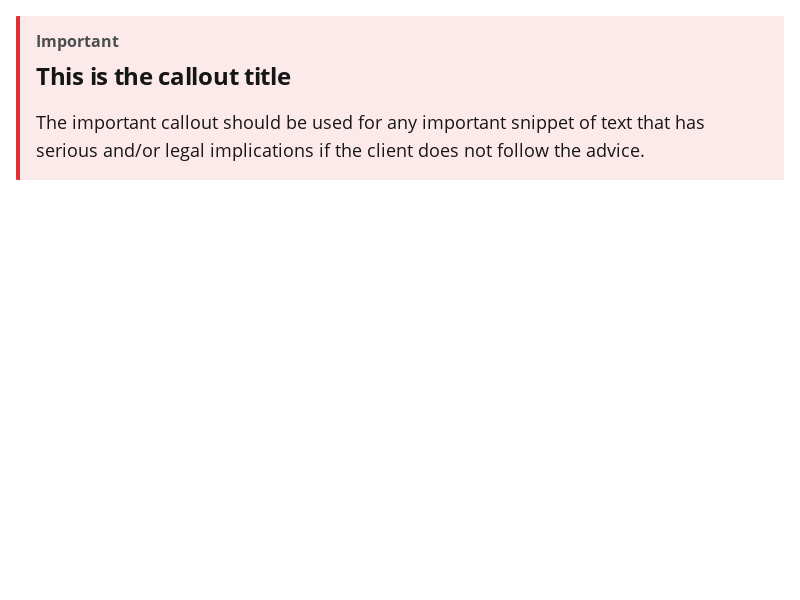 Important
This is the callout title
The important callout should be used for any important snippet of text that has
serious and/or legal implications if the client does not follow the advice.